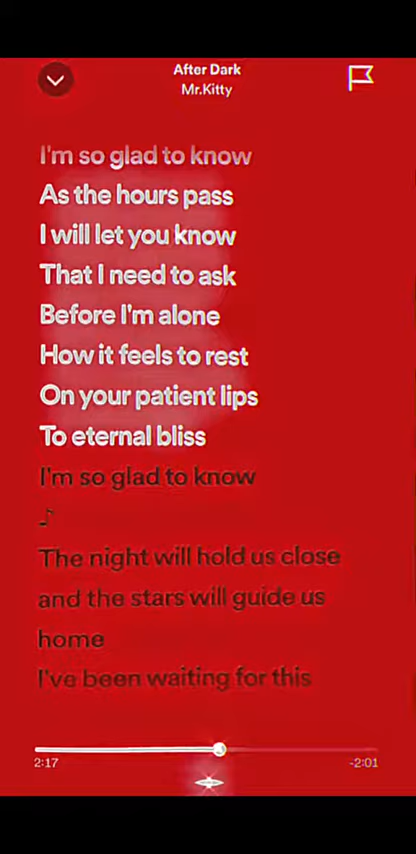 After Dark
Mr.Kitty
I'm so glad to know
As the hours pass
I will let you know
That I need to ask
Before I'm alone
How it feels to rest
On your patient lips
To eternal bliss
I'm so glad to know
♪
The night will hold us close
and the stars will guide us
home
I've been waiting for this
2:17
-2:01